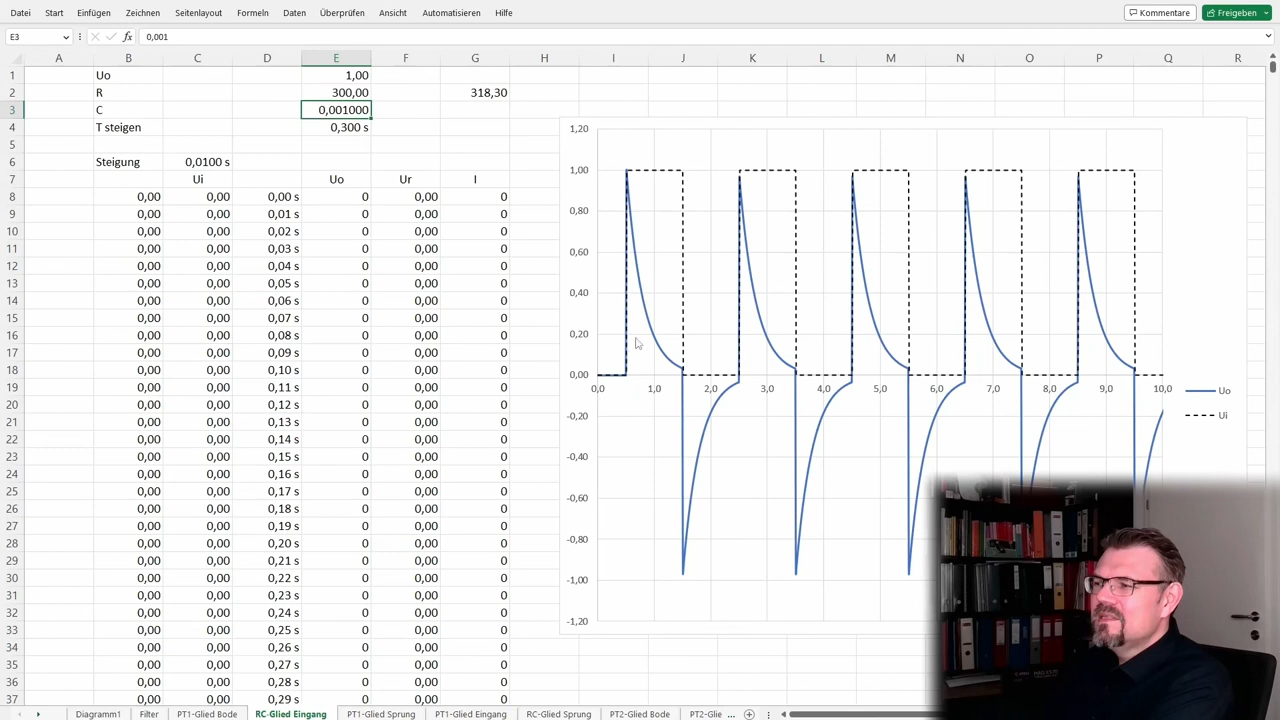 Datei Start Einfügen Zeichnen Seitenlayout Formeln Daten Überprüfen Ansicht Automatisieren Hilfe Kommentare Freigeben
E3 fx 0,001
A B C D E F G H I J K L M N O P Q R
1 Uo 1,00
2 R 300,00 318,30
3 C 0,001000
4 T steigen 0,300 s
5
6 Steigung 0,0100 s
7 Ui Uo Ur I
8 0,00 0,00 0,00 s 0 0,00 0
9 0,00 0,00 0,01 s 0 0,00 0
10 0,00 0,00 0,02 s 0 0,00 0
11 0,00 0,00 0,03 s 0 0,00 0
12 0,00 0,00 0,04 s 0 0,00 0
13 0,00 0,00 0,05 s 0 0,00 0
14 0,00 0,00 0,06 s 0 0,00 0
15 0,00 0,00 0,07 s 0 0,00 0
16 0,00 0,00 0,08 s 0 0,00 0
17 0,00 0,00 0,09 s 0 0,00 0
18 0,00 0,00 0,10 s 0 0,00 0
19 0,00 0,00 0,11 s 0 0,00 0
20 0,00 0,00 0,12 s 0 0,00 0
21 0,00 0,00 0,13 s 0 0,00 0
22 0,00 0,00 0,14 s 0 0,00 0
23 0,00 0,00 0,15 s 0 0,00 0
24 0,00 0,00 0,16 s 0 0,00 0
25 0,00 0,00 0,17 s 0 0,00 0
26 0,00 0,00 0,18 s 0 0,00 0
27 0,00 0,00 0,19 s 0 0,00 0
28 0,00 0,00 0,20 s 0 0,00 0
29 0,00 0,00 0,21 s 0 0,00 0
30 0,00 0,00 0,22 s 0 0,00 0
31 0,00 0,00 0,23 s 0 0,00 0
32 0,00 0,00 0,24 s 0 0,00 0
33 0,00 0,00 0,25 s 0 0,00 0
34 0,00 0,00 0,26 s 0 0,00 0
35 0,00 0,00 0,27 s 0 0,00 0
36 0,00 0,00 0,28 s 0 0,00 0
37 0,00 0,00 0,29 s 0 0,00 0
1,20
1,00
0,80
0,60
0,40
0,20
0,00
0,0 1,0 2,0 3,0 4,0 5,0 6,0 7,0 8,0 9,0 10,0
-0,20
-0,40
-0,60
-0,80
-1,00
-1,20
Uo
Ui
Diagramm1 Filter PT1-Glied Bode RC-Glied Eingang PT1-Glied Sprung PT1-Glied Eingang RC-Glied Sprung PT2-Glied Bode PT2-Glie ...